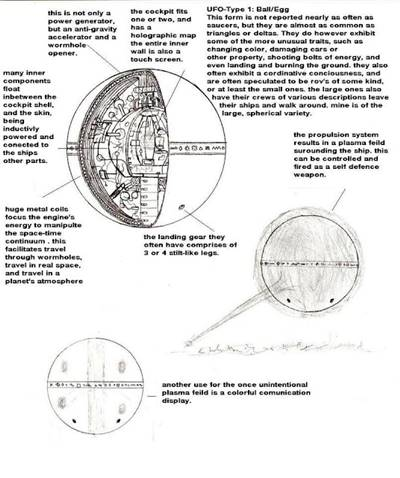 this is not only a
power generator,
but an anti-gravity
accelerator and a
wormhole
opener.
the cockpit fits
one or two, and
has a
holographic map
the entire inner
wall is also a
touch screen.
UFO-Type 1: Ball/Egg
This form is not reported nearly as often as
saucers, but they are almost as common as
triangles or deltas. They do however exhibit
some of the more unusual traits, such as
changing color, damaging cars or
other property, shooting bolts of energy, and
even landing and burning the ground. they also
often exhibit a cordinative conciousness, and
are often speculated to be rov's of some kind,
or at least the small ones. the large ones also
have their crews of various descriptions leave
their ships and walk around. mine is of the
large, spherical variety.
many inner
components
float
inbetween the
cockpit shell,
and the skin,
being
inductivly
powered and
conected to
the ships
other parts.
the propulsion system
results in a plasma feild
surrounding the ship. this
can be controlled and
fired as a self defence
weapon.
huge metal coils
focus the engine's
energy to manipulte
the space-time
continuum . this
facilitates travel
through wormholes,
travel in real space,
and travel in a
planet's atmosphere
the landing gear they
often have comprises of
3 or 4 stilt-like legs.
another use for the once unintentional
plasma feild is a colorful comunication
display.